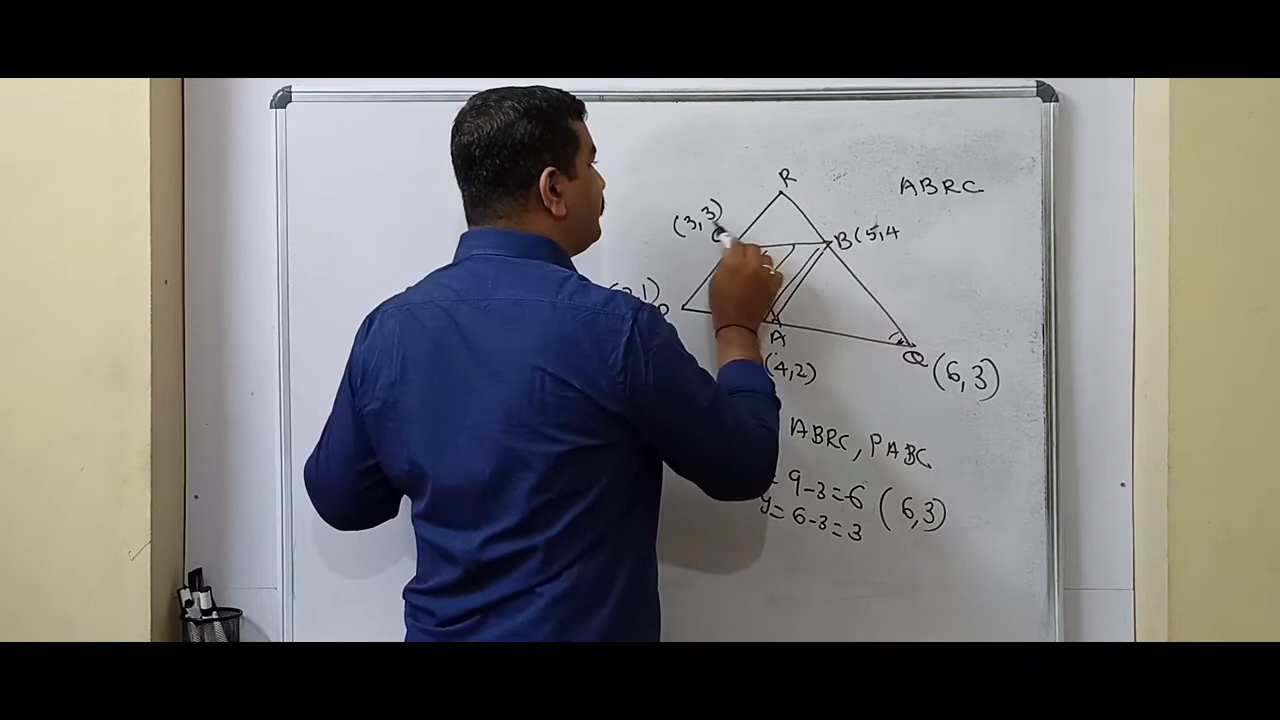 R
ABRC
(3,3)
B(5,4
,1)
A
Q (6,3)
(4,2)
ABRC, PABC
= 9-3=6 (6,3)
y= 6-3=3